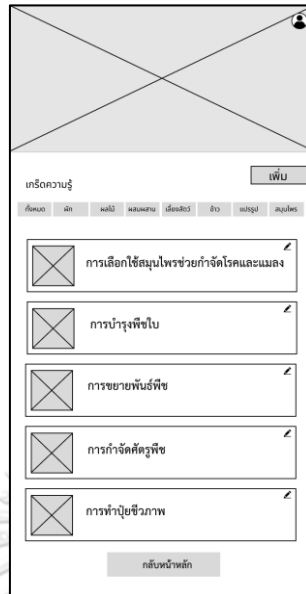 เพิ่ม
เกร็ดความรู้
ทั้งหมด ผัก ผลไม้ ผสมผสาน เลี้ยงสัตว์ ข้าว แปรรูป สมุนไพร
การเลือกใช้สมุนไพรช่วยกำจัดโรคและแมลง
การบำรุงพืชใบ
การขยายพันธ์พืช
การกำจัดศัตรูพืช
การทำปุ๋ยชีวภาพ
กลับหน้าหลัก